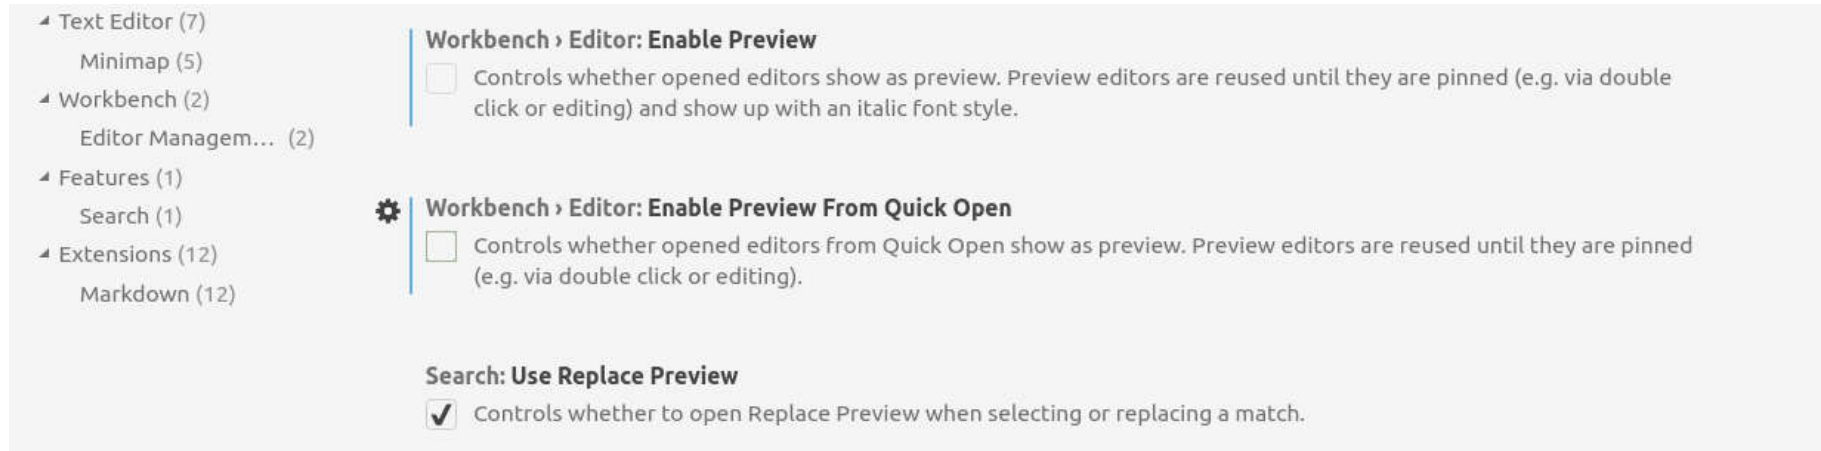 Text Editor (7)
Minimap (5)
Workbench (2)
Editor Managem... (2)
Features (1)
Search (1)
Extensions (12)
Markdown (12)
Workbench › Editor: Enable Preview
Controls whether opened editors show as preview. Preview editors are reused until they are pinned (e.g. via double
click or editing) and show up with an italic font style.
Workbench › Editor: Enable Preview From Quick Open
Controls whether opened editors from Quick Open show as preview. Preview editors are reused until they are pinned
(e.g. via double click or editing).
Search: Use Replace Preview
Controls whether to open Replace Preview when selecting or replacing a match.